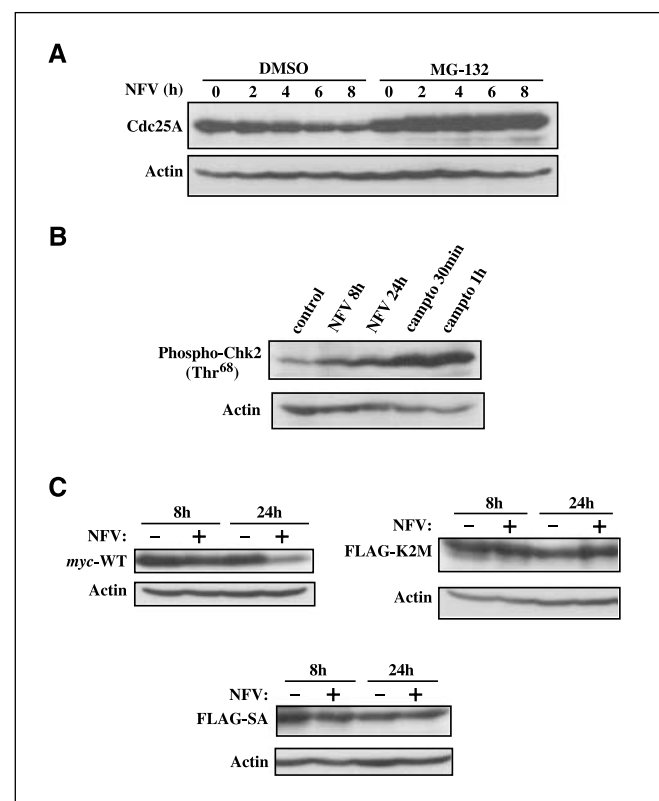 A
DMSO MG-132
NFV (h) 0 2 4 6 8 0 2 4 6 8
Cdc25A
Actin
B
control NFV 8h NFV 24h campto 30min campto 1h
Phospho-Chk2
(Thr68)
Actin
C
8h 24h
NFV: − + − +
myc-WT
Actin
8h 24h
NFV: − + − +
FLAG-K2M
Actin
8h 24h
NFV: − + − +
FLAG-SA
Actin